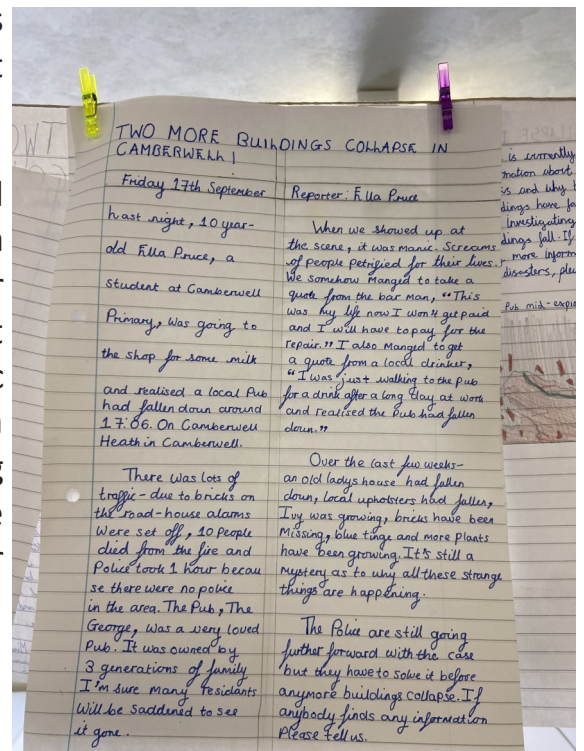 TWO MORE BUILDINGS COLLAPSE IN
CAMBERWELL!
Friday 17th September
Last night, 10 year-
old Ella Pruce, a
student at Camberwell
Primary, was going to
the shop for some milk
and realised a local Pub
had fallen down around
17:06. On Camberwell
Heath in Camberwell.
There was lots of
traffic - due to bricks on
the road-house alarms
were set off, 10 People
died from the fire and
Police took 1 hour becau
se there were no police
in the area. The Pub, The
George, was a very loved
Pub. It was owned by
3 generations of family
I'm sure many residants
will be saddened to see
it gone.
Reporter: Ella Pruce
When we showed up at
the scene, it was manic. Screams
of people petrified for their lives.
We somehow manged to take a
quote from the bar man, "This
was my life now I won't get paid
and I will have to pay for the
repair." I also manged to get
a quote from a local drinker,
"I was just walking to the Pub
for a drink after a long day at work
and realised the Pub had fallen
down."
Over the last few weeks-
an old ladys house had fallen
down, local upholsters had fallen,
Ivy was growing, bricks have been
missing, blue tinge and more plants
have been growing. It's still a
mystery as to why all these strange
things are happening.
The Police are still going
further forward with the case
but they have to solve it before
anymore buildings collapse. If
anybody finds any information
Please tell us.
is currently
mation about
is and why
dings have
investigating
dings fall. If
more inform
disasters, ple
Pub mid-explo